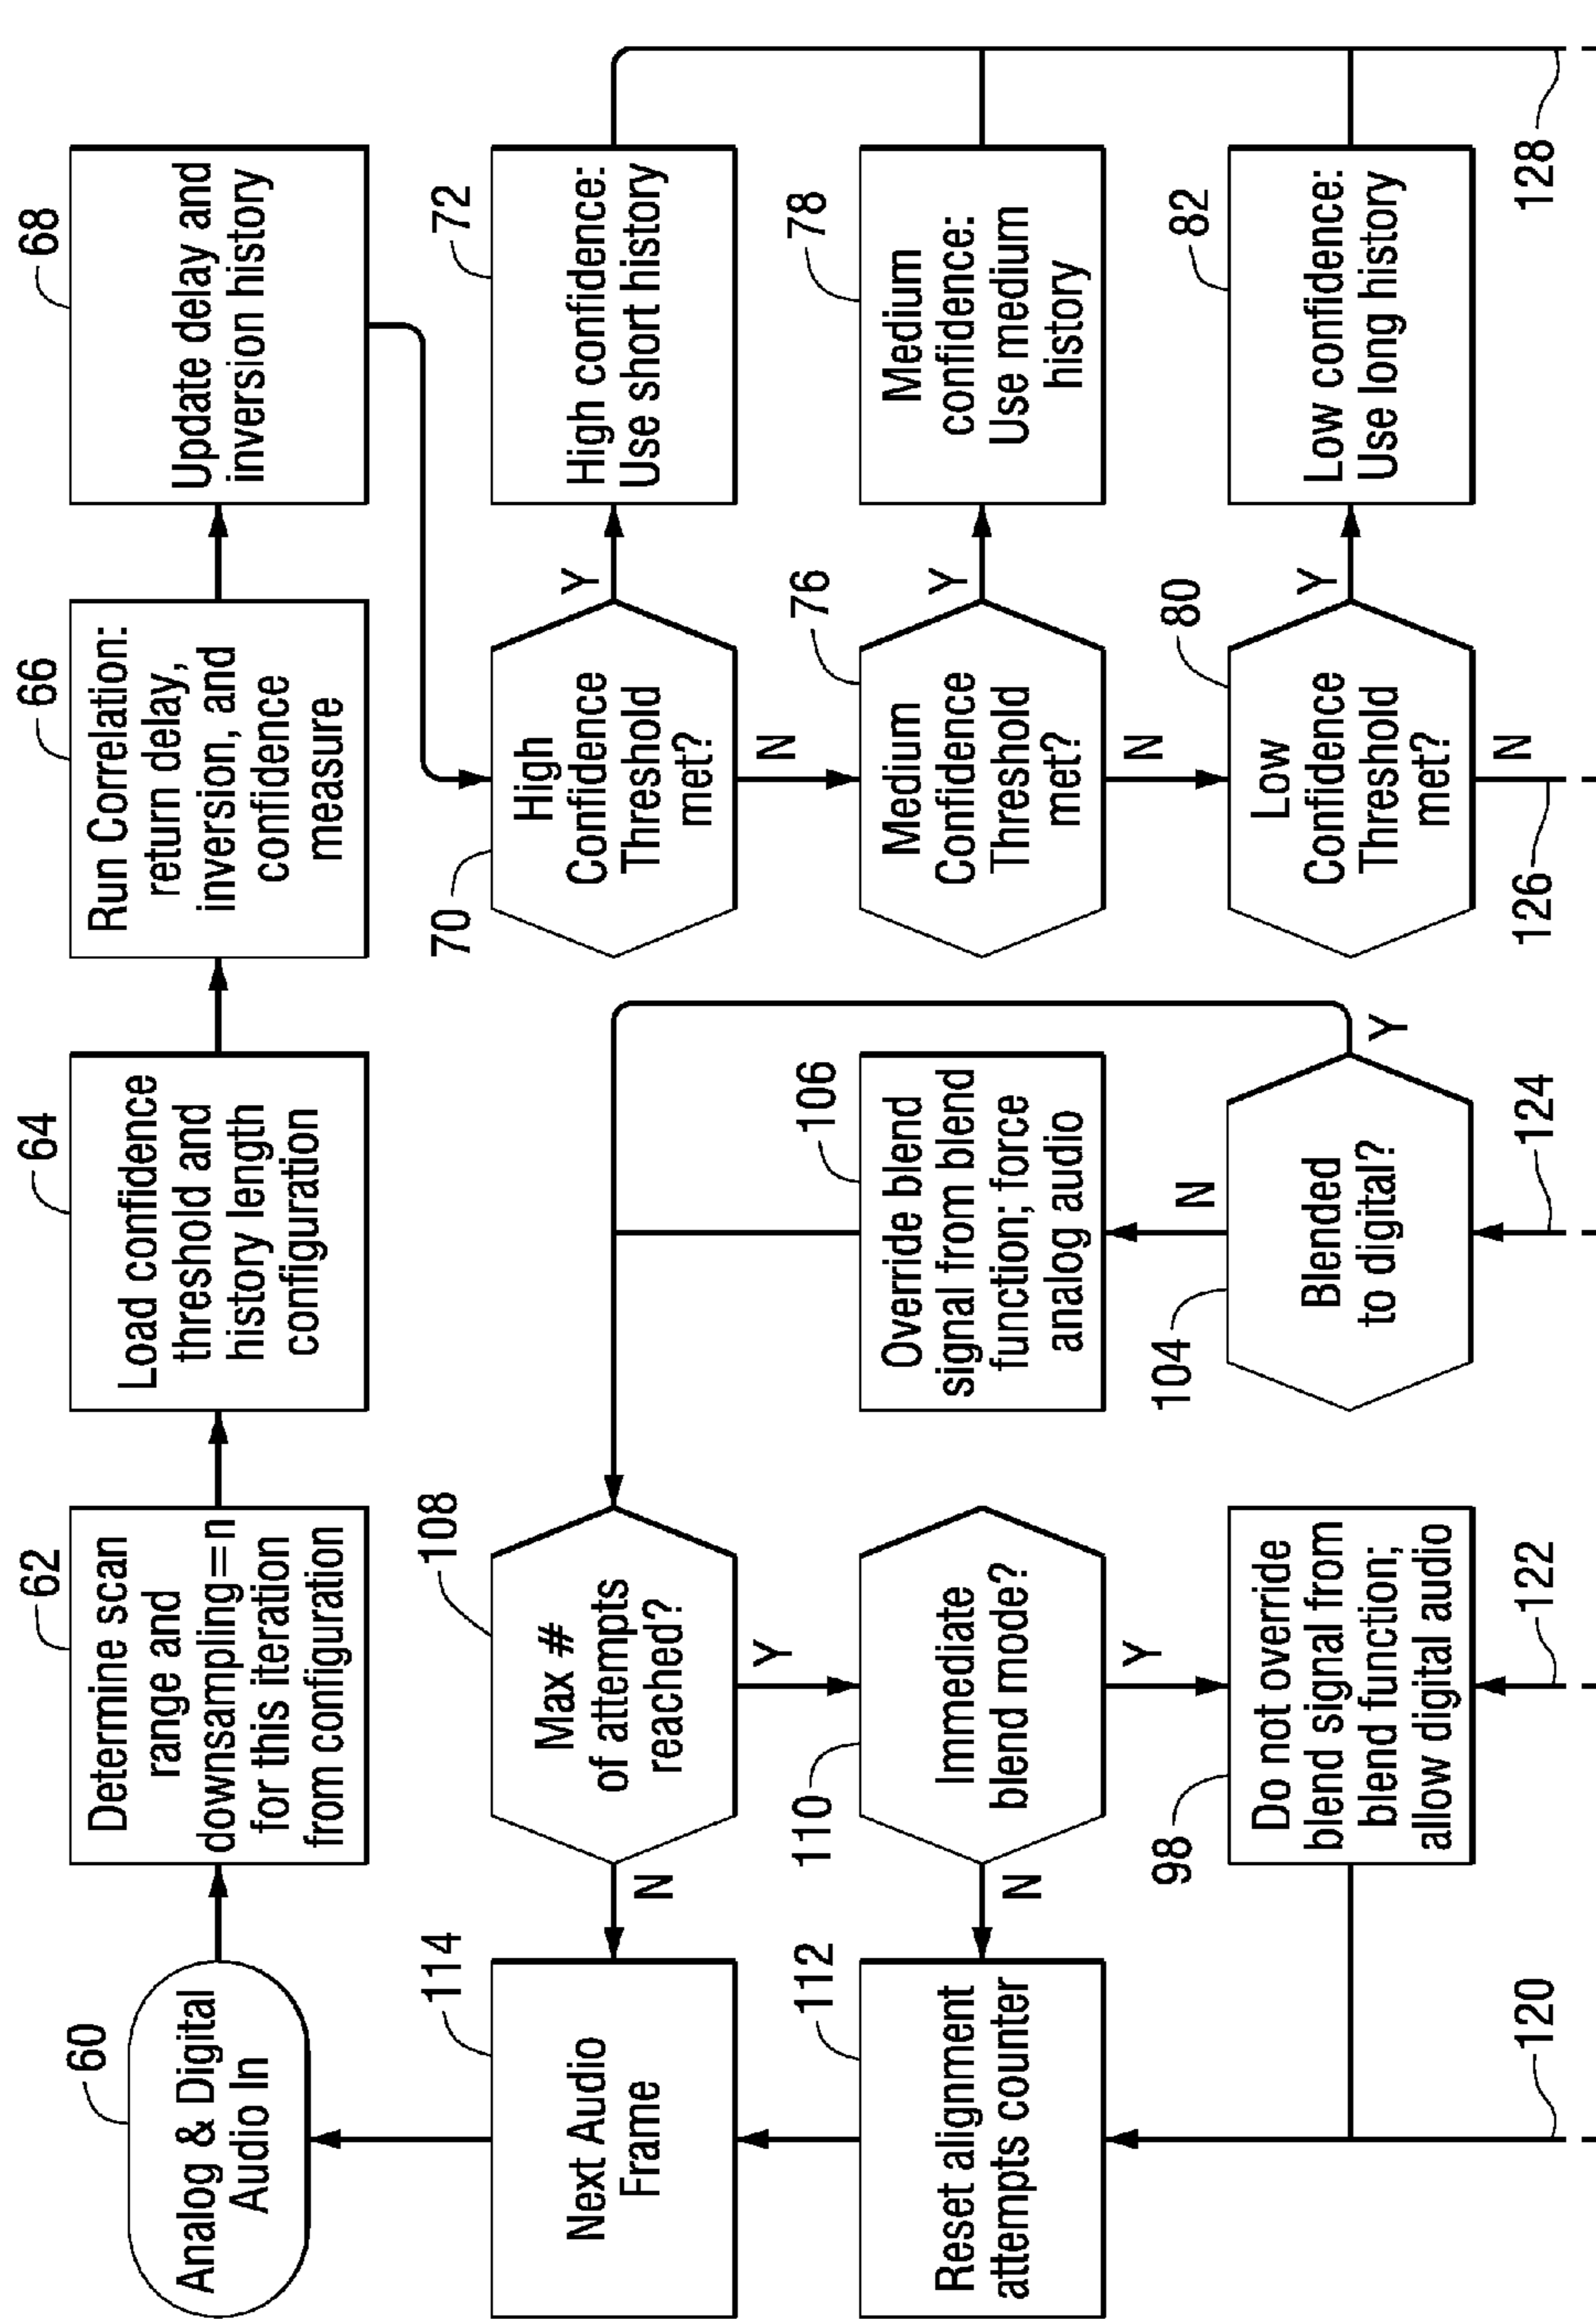 60
Analog & Digital
Audio In
62
Determine scan
range and
downsampling=n
for this iteration
from configuration
64
Load confidence
threshold and
history length
configuration
66
Run Correlation:
return delay,
inversion, and
confidence
measure
68
Update delay and
inversion history
114
Next Audio
Frame
N
108
Max #
of attempts
reached?
Y
70
High
Confidence
Threshold
met?
Y
N
72
High confidence:
Use short history
112
Reset alignment
attempts counter
N
110
Immediate
blend mode?
Y
106
Override blend
signal from blend
function; force
analog audio
N
76
Medium
Confidence
Threshold
met?
Y
N
78
Medium
confidence:
Use medium
history
98
Do not override
blend signal from
blend function;
allow digital audio
104
Blended
to digital?
Y
80
Low
Confidence
Threshold
met?
Y
N
82
Low confidence:
Use long history
120
122
124
126
128